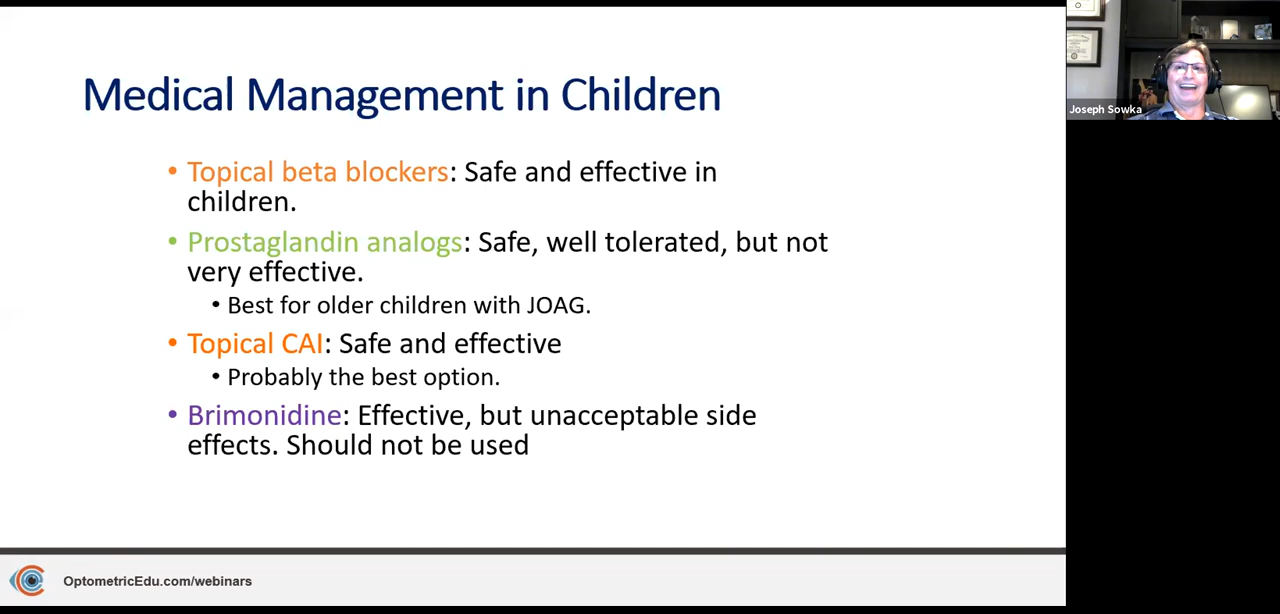 Medical Management in Children
• Topical beta blockers: Safe and effective in
children.
• Prostaglandin analogs: Safe, well tolerated, but not
very effective.
• Best for older children with JOAG.
• Topical CAI: Safe and effective
• Probably the best option.
• Brimonidine: Effective, but unacceptable side
effects. Should not be used
OptometricEdu.com/webinars
Joseph Sowka